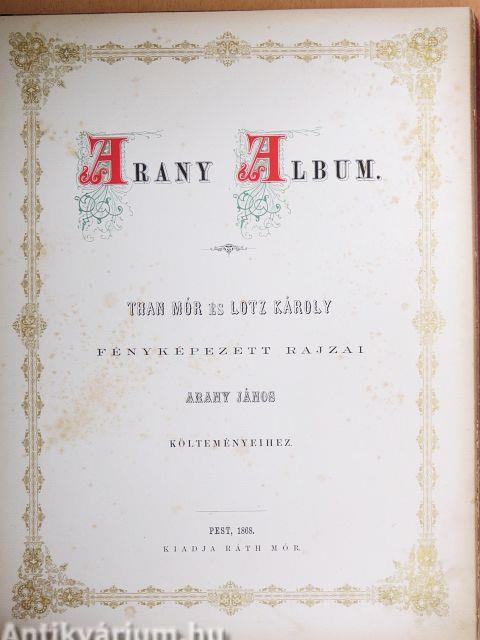 ARANY ALBUM.
THAN MÓR ÉS LOTZ KÁROLY
FÉNYKÉPEZETT RAJZAI
ARANY JÁNOS
KÖLTEMÉNYEIHEZ.
PEST, 1868.
KIADJA RÁTH MÓR.
Antikvárium.hu